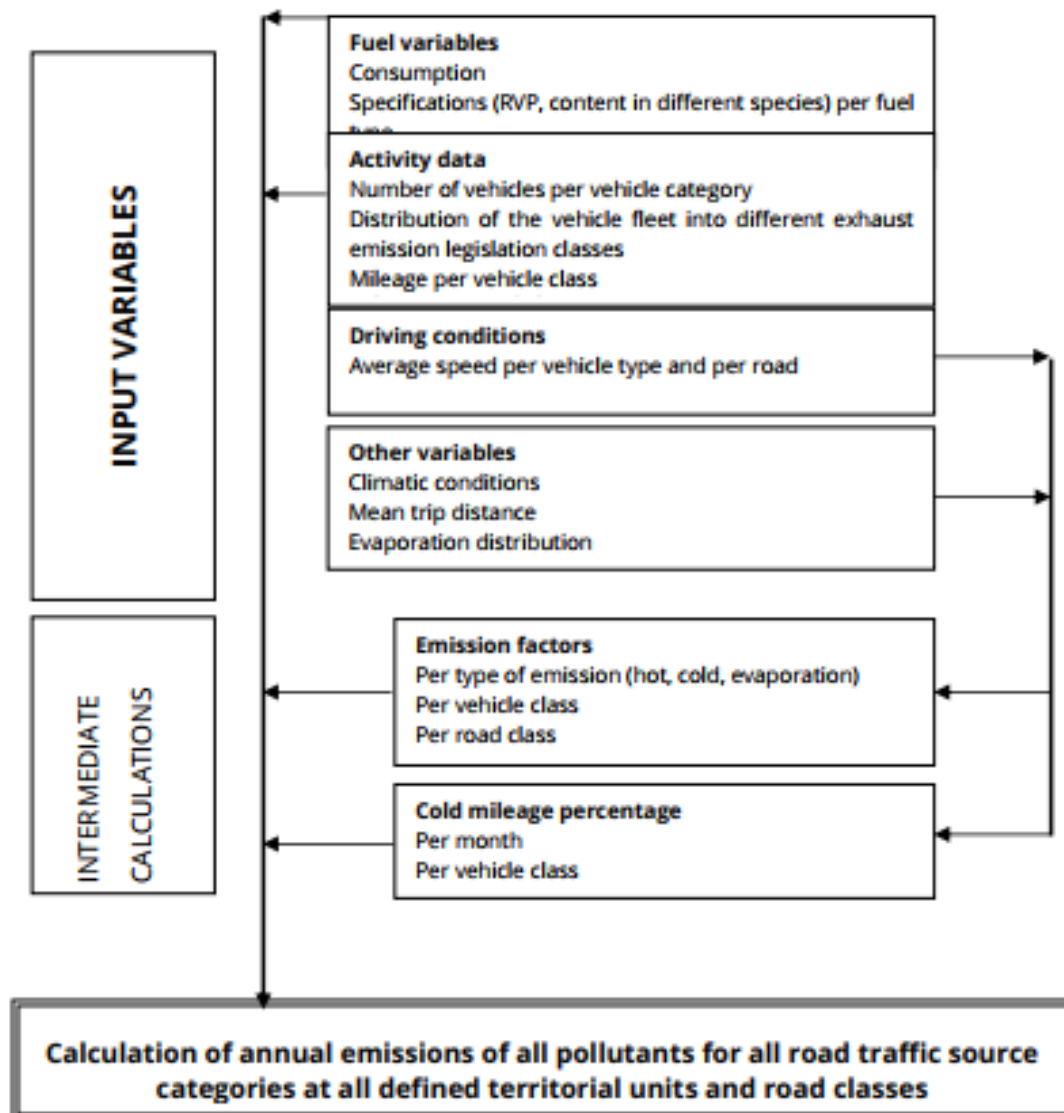 Fuel variables
Consumption
Specifications (RVP, content in different species) per fuel
Activity data
Number of vehicles per vehicle category
Distribution of the vehicle fleet into different exhaust
emission legislation classes
Mileage per vehicle class
INPUT VARIABLES
Driving conditions
Average speed per vehicle type and per road
Other variables
Climatic conditions
Mean trip distance
Evaporation distribution
Emission factors
Per type of emission (hot, cold, evaporation)
Per vehicle class
Per road class
INTERMEDIATE
CALCULATIONS
Cold mileage percentage
Per month
Per vehicle class
Calculation of annual emissions of all pollutants for all road traffic source
categories at all defined territorial units and road classes